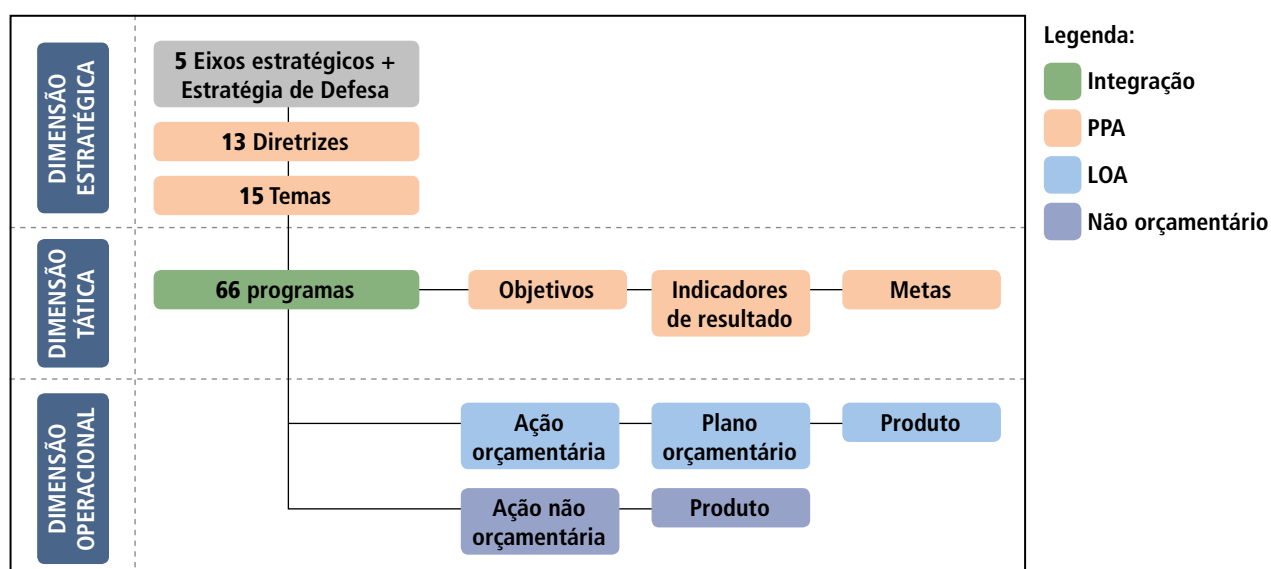 DIMENSÃO
ESTRATÉGICA
5 Eixos estratégicos +
Estratégia de Defesa
13 Diretrizes
15 Temas
DIMENSÃO
TÁTICA
66 programas
Objetivos
Indicadores
de resultado
Metas
DIMENSÃO
OPERACIONAL
Ação
orçamentária
Plano
orçamentário
Produto
Ação não
orçamentária
Produto
Legenda:
Integração
PPA
LOA
Não orçamentário